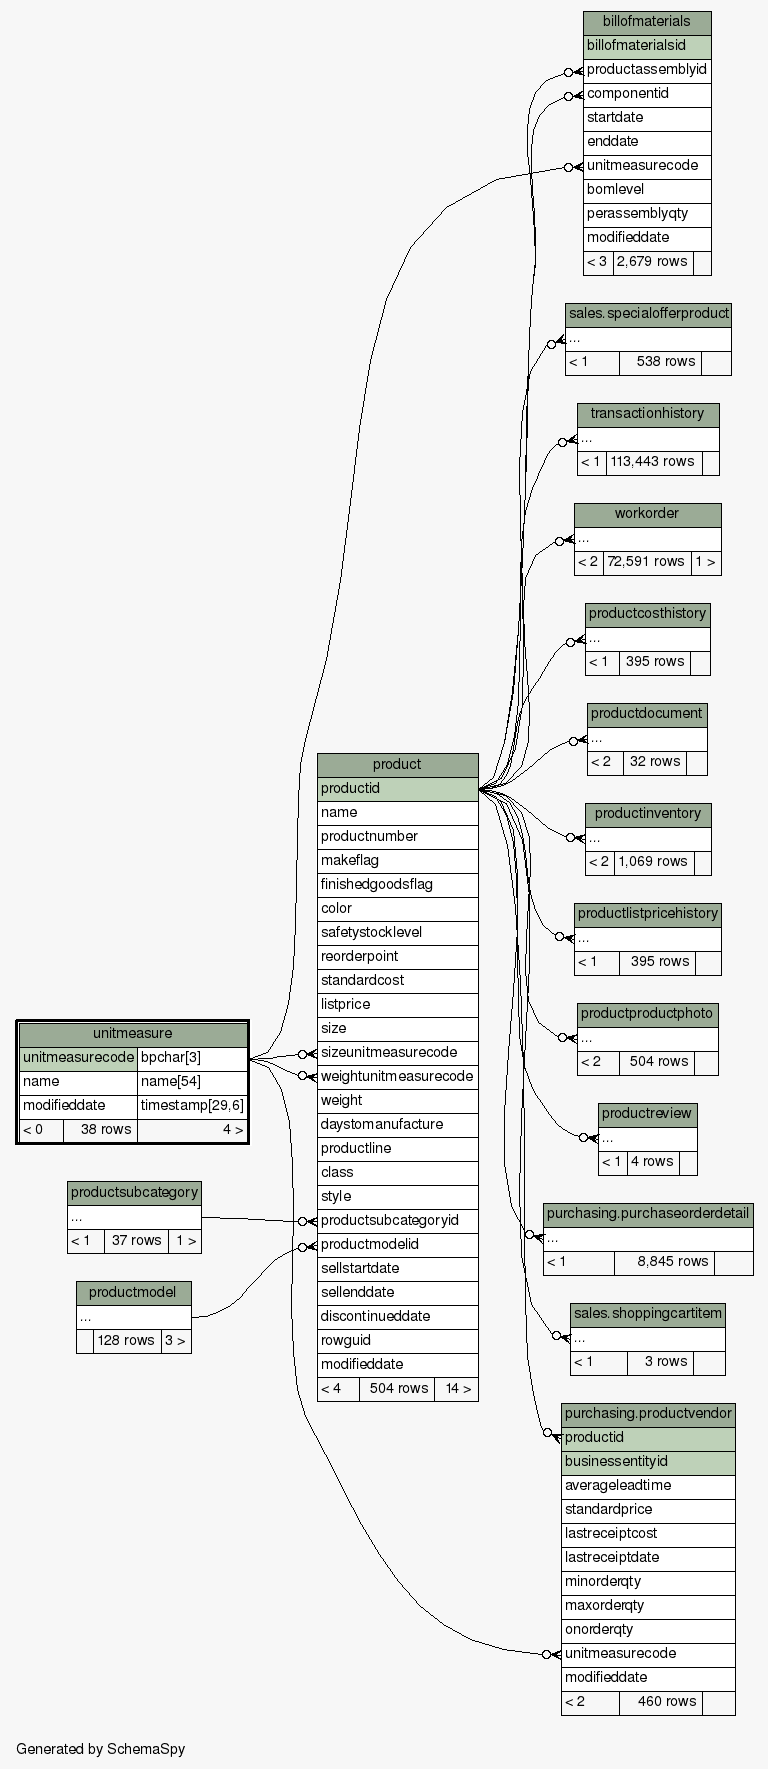 billofmaterials
billofmaterialsid
productassemblyid
componentid
startdate
enddate
unitmeasurecode
bomlevel
perassemblyqty
modifieddate
< 3 2,679 rows
sales.specialofferproduct
...
< 1 538 rows
transactionhistory
...
< 1 113,443 rows
workorder
...
< 2 72,591 rows 1 >
productcosthistory
...
< 1 395 rows
productdocument
...
< 2 32 rows
productinventory
...
< 2 1,069 rows
productlistpricehistory
...
< 1 395 rows
productproductphoto
...
< 2 504 rows
productreview
...
< 1 4 rows
purchasing.purchaseorderdetail
...
< 1 8,845 rows
sales.shoppingcartitem
...
< 1 3 rows
purchasing.productvendor
productid
businessentityid
averageleadtime
standardprice
lastreceiptcost
lastreceiptdate
minorderqty
maxorderqty
onorderqty
unitmeasurecode
modifieddate
< 2 460 rows
product
productid
name
productnumber
makeflag
finishedgoodsflag
color
safetystocklevel
reorderpoint
standardcost
listprice
size
sizeunitmeasurecode
weightunitmeasurecode
weight
daystomanufacture
productline
class
style
productsubcategoryid
productmodelid
sellstartdate
sellenddate
discontinueddate
rowguid
modifieddate
< 4 504 rows 14 >
unitmeasure
unitmeasurecode bpchar[3]
name name[54]
modifieddate timestamp[29,6]
< 0 38 rows 4 >
productsubcategory
...
< 1 37 rows 1 >
productmodel
...
128 rows 3 >
Generated by SchemaSpy